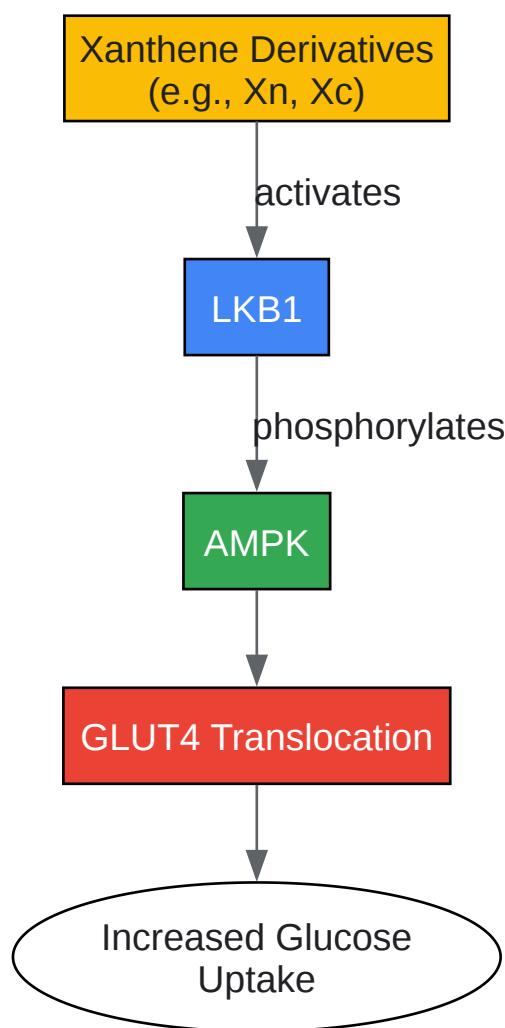 Xanthene Derivatives
(e.g., Xn, Xc)
activates
LKB1
phosphorylates
AMPK
GLUT4 Translocation
Increased Glucose
Uptake